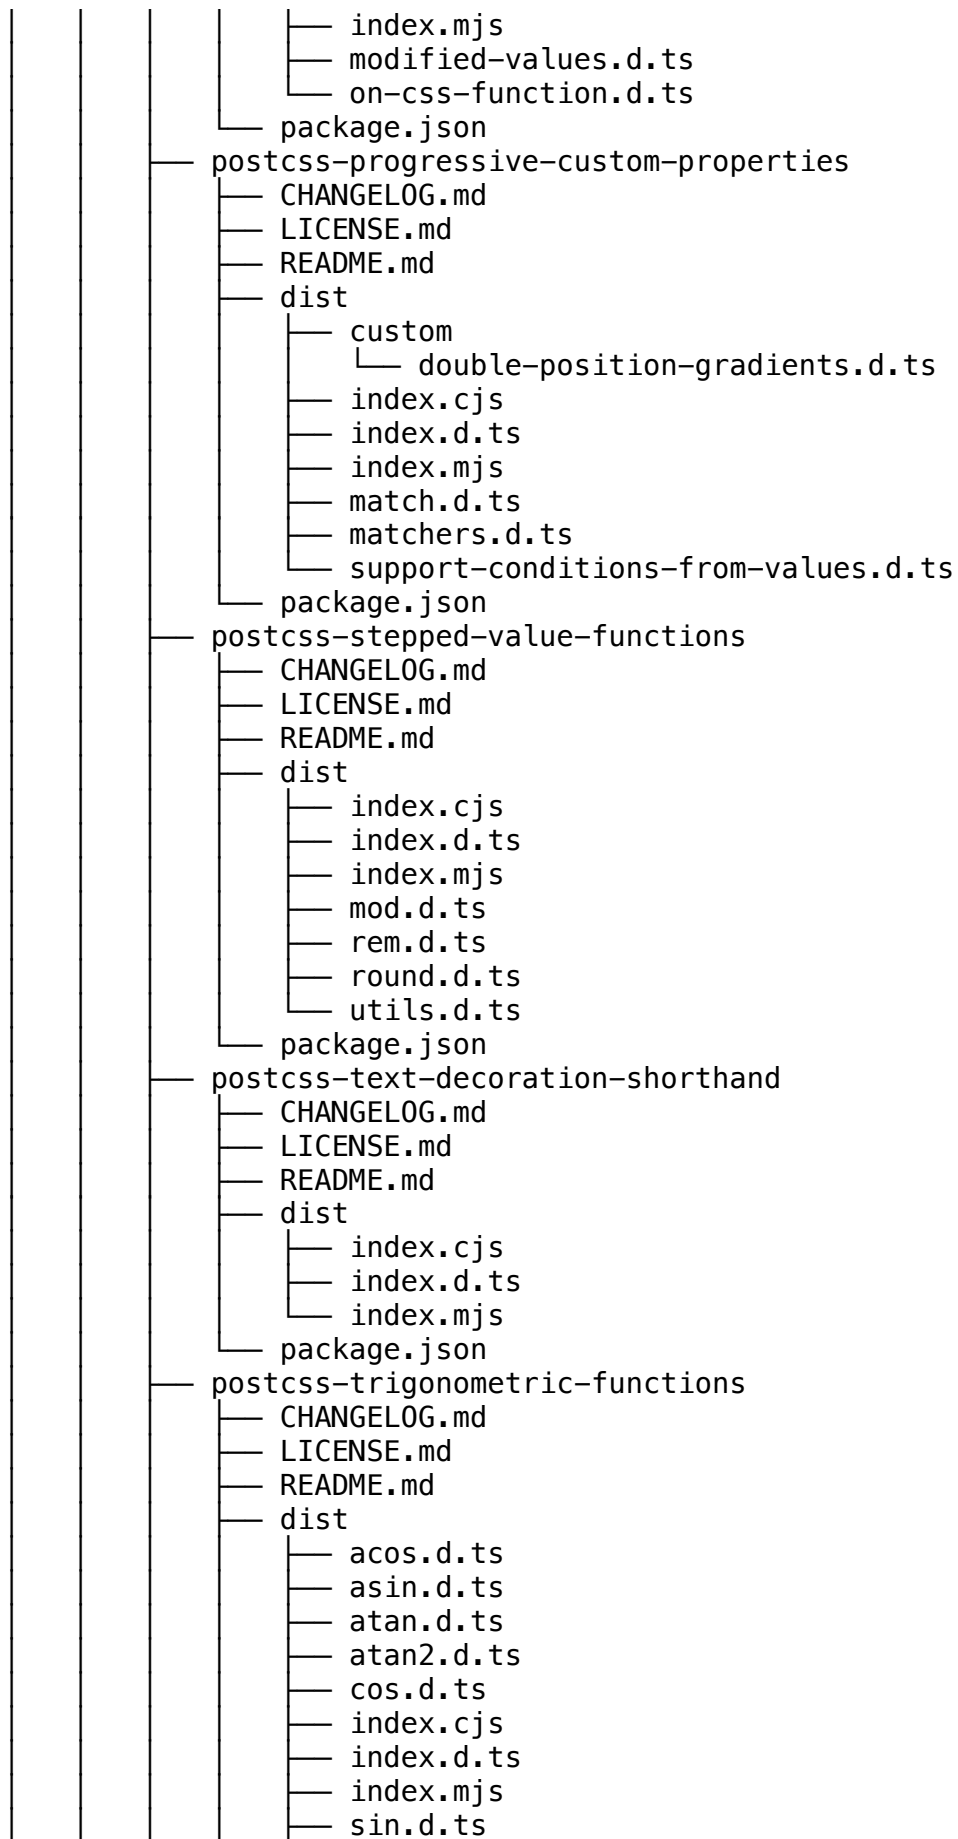 │   │   │   │   ├── index.mjs
│   │   │   │   ├── modified-values.d.ts
│   │   │   │   └── on-css-function.d.ts
│   │   │   └── package.json
│   │   ├── postcss-progressive-custom-properties
│   │   │   ├── CHANGELOG.md
│   │   │   ├── LICENSE.md
│   │   │   ├── README.md
│   │   │   ├── dist
│   │   │   │   ├── custom
│   │   │   │   │   └── double-position-gradients.d.ts
│   │   │   │   ├── index.cjs
│   │   │   │   ├── index.d.ts
│   │   │   │   ├── index.mjs
│   │   │   │   ├── match.d.ts
│   │   │   │   ├── matchers.d.ts
│   │   │   │   └── support-conditions-from-values.d.ts
│   │   │   └── package.json
│   │   ├── postcss-stepped-value-functions
│   │   │   ├── CHANGELOG.md
│   │   │   ├── LICENSE.md
│   │   │   ├── README.md
│   │   │   ├── dist
│   │   │   │   ├── index.cjs
│   │   │   │   ├── index.d.ts
│   │   │   │   ├── index.mjs
│   │   │   │   ├── mod.d.ts
│   │   │   │   ├── rem.d.ts
│   │   │   │   ├── round.d.ts
│   │   │   │   └── utils.d.ts
│   │   │   └── package.json
│   │   ├── postcss-text-decoration-shorthand
│   │   │   ├── CHANGELOG.md
│   │   │   ├── LICENSE.md
│   │   │   ├── README.md
│   │   │   ├── dist
│   │   │   │   ├── index.cjs
│   │   │   │   ├── index.d.ts
│   │   │   │   └── index.mjs
│   │   │   └── package.json
│   │   ├── postcss-trigonometric-functions
│   │   │   ├── CHANGELOG.md
│   │   │   ├── LICENSE.md
│   │   │   ├── README.md
│   │   │   ├── dist
│   │   │   │   ├── acos.d.ts
│   │   │   │   ├── asin.d.ts
│   │   │   │   ├── atan.d.ts
│   │   │   │   ├── atan2.d.ts
│   │   │   │   ├── cos.d.ts
│   │   │   │   ├── index.cjs
│   │   │   │   ├── index.d.ts
│   │   │   │   ├── index.mjs
│   │   │   │   ├── sin.d.ts